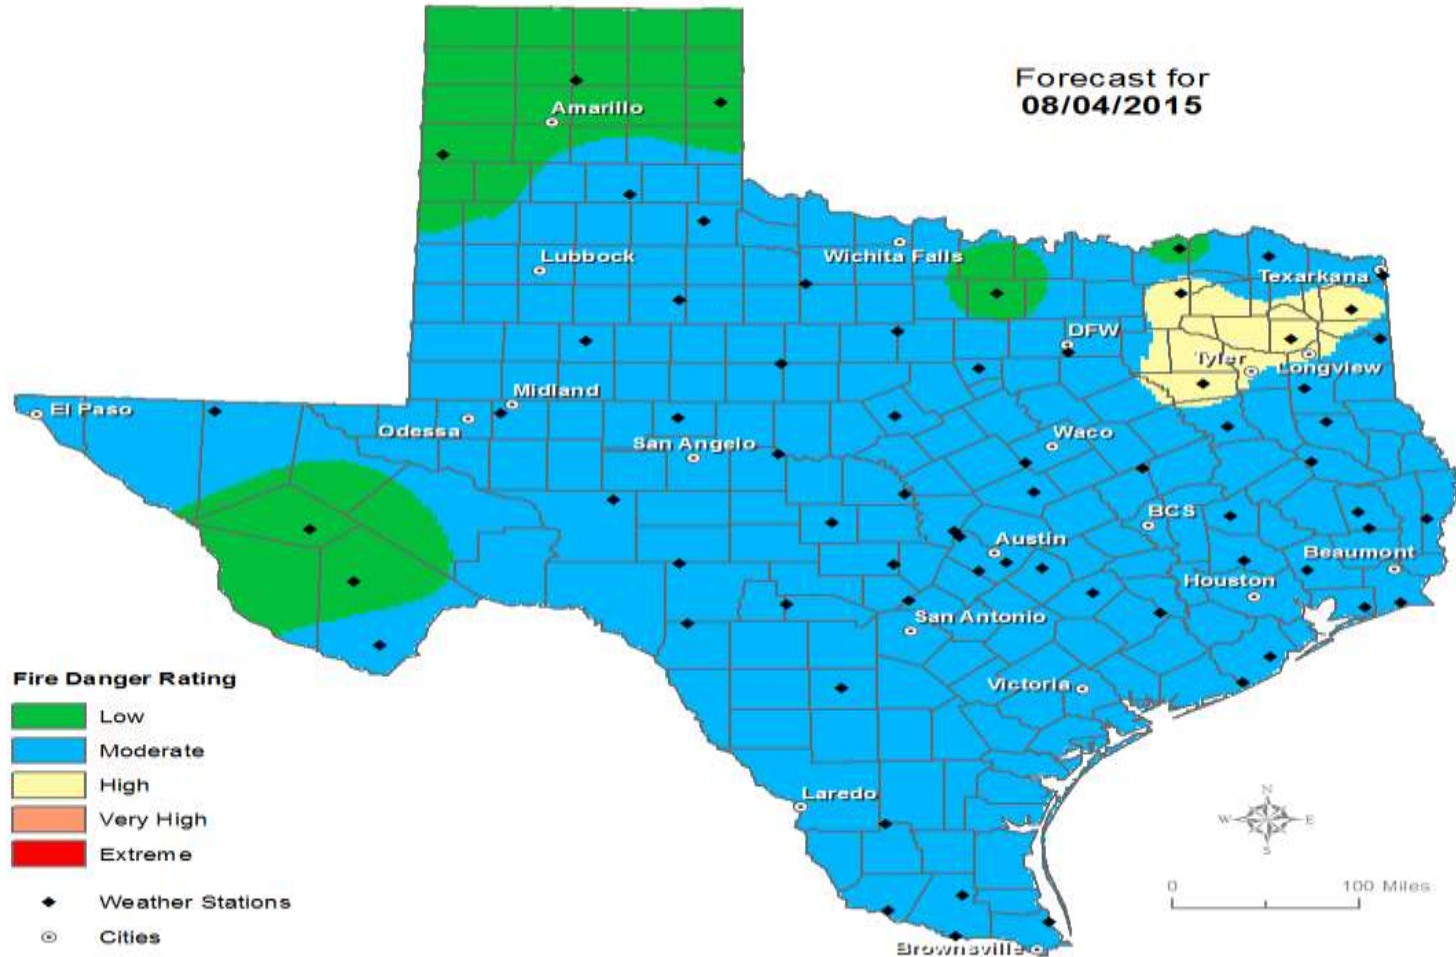 Forecast for
08/04/2015
Amarillo
Lubbock
Wichita Falls
Texarkana
DFW
Tyler
Longview
El Paso
Midland
Odessa
San Angelo
Waco
BCS
Austin
Beaumont
Houston
San Antonio
Victoria
Laredo
Brownsville
Fire Danger Rating
Low
Moderate
High
Very High
Extreme
Weather Stations
Cities
N
W E
S
0 100 Miles